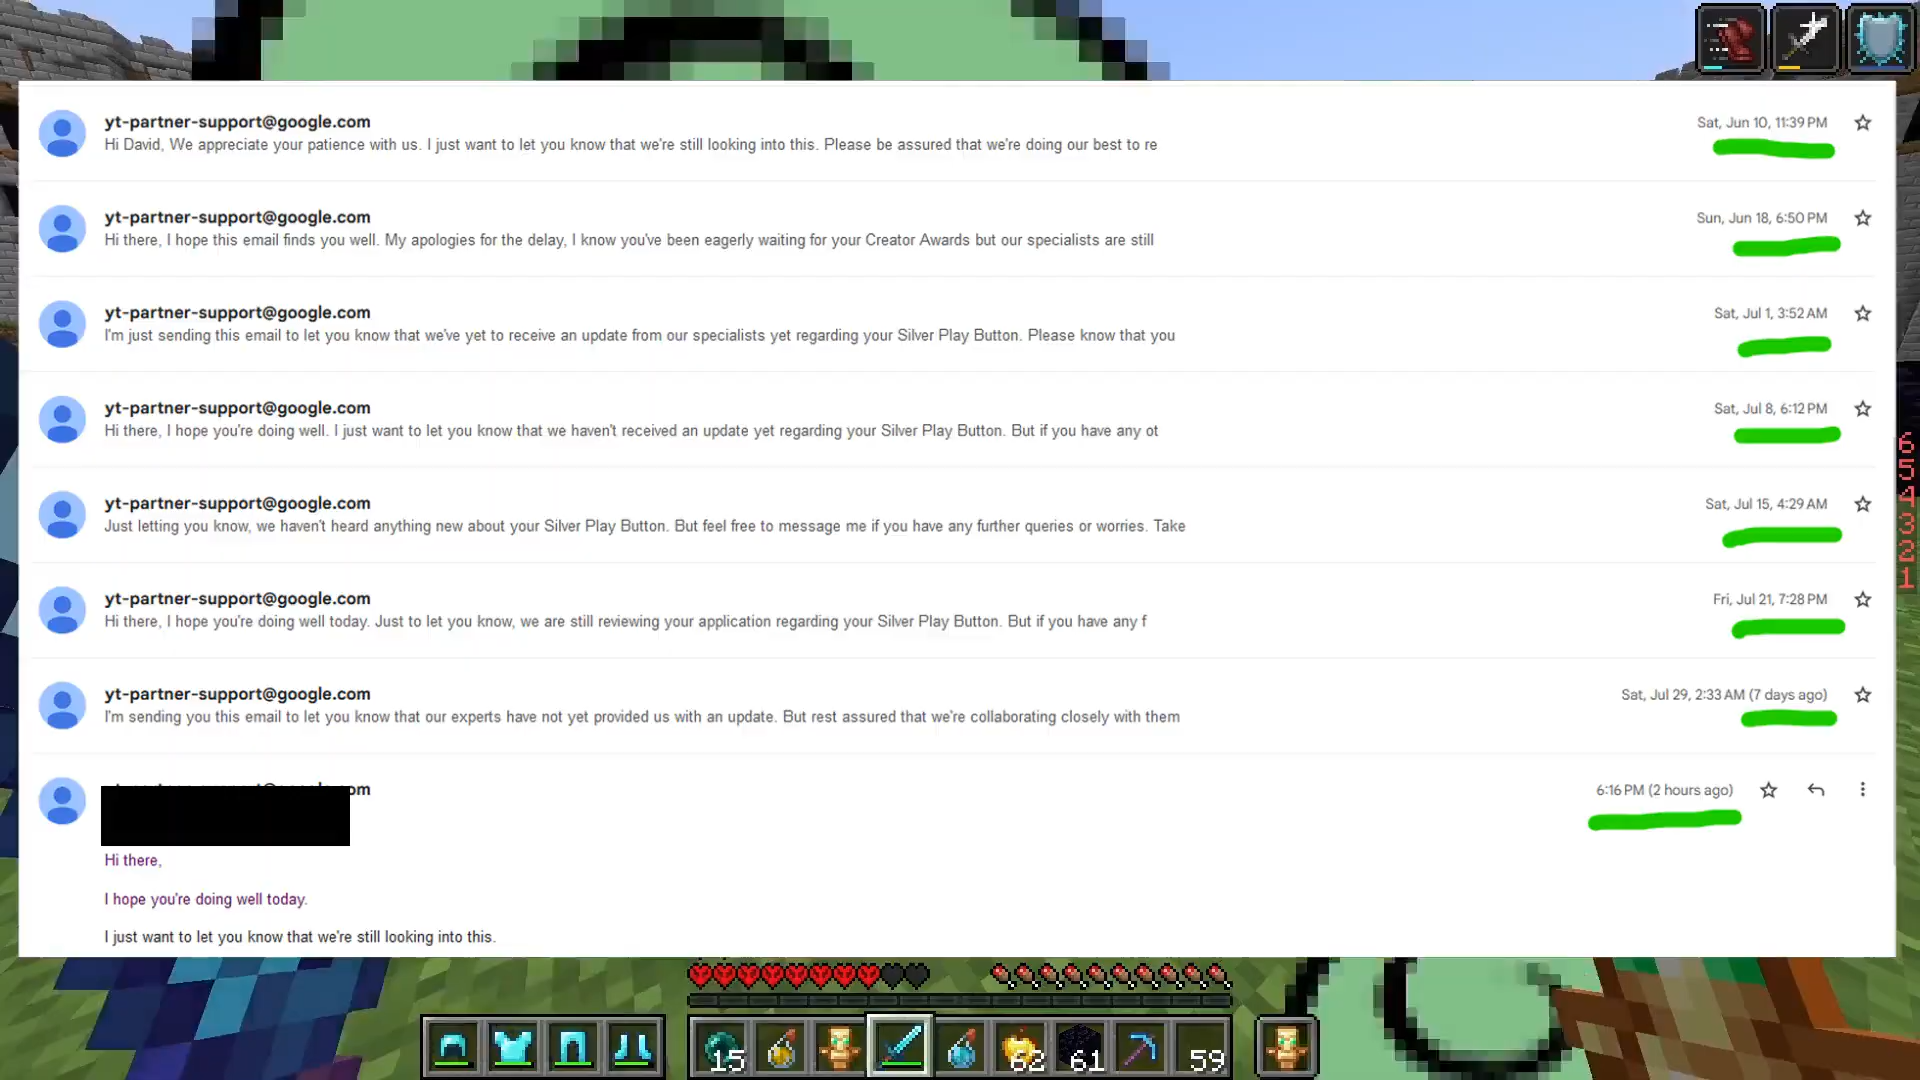 yt-partner-support@google.com
Sat, Jun 10, 11:39 PM
Hi David, We appreciate your patience with us. I just want to let you know that we're still looking into this. Please be assured that we're doing our best to re
yt-partner-support@google.com
Sun, Jun 18, 6:50 PM
Hi there, I hope this email finds you well. My apologies for the delay, I know you've been eagerly waiting for your Creator Awards but our specialists are still
yt-partner-support@google.com
Sat, Jul 1, 3:52 AM
I'm just sending this email to let you know that we've yet to receive an update from our specialists yet regarding your Silver Play Button. Please know that you
yt-partner-support@google.com
Sat, Jul 8, 6:12 PM
Hi there, I hope you're doing well. I just want to let you know that we haven't received an update yet regarding your Silver Play Button. But if you have any ot
yt-partner-support@google.com
Sat, Jul 15, 4:29 AM
Just letting you know, we haven't heard anything new about your Silver Play Button. But feel free to message me if you have any further queries or worries. Take
yt-partner-support@google.com
Fri, Jul 21, 7:28 PM
Hi there, I hope you're doing well today. Just to let you know, we are still reviewing your application regarding your Silver Play Button. But if you have any f
yt-partner-support@google.com
Sat, Jul 29, 2:33 AM (7 days ago)
I'm sending you this email to let you know that our experts have not yet provided us with an update. But rest assured that we're collaborating closely with them
6:16 PM (2 hours ago)
Hi there,
I hope you're doing well today.
I just want to let you know that we're still looking into this.
6
5
4
3
2
1
15
62
61
59